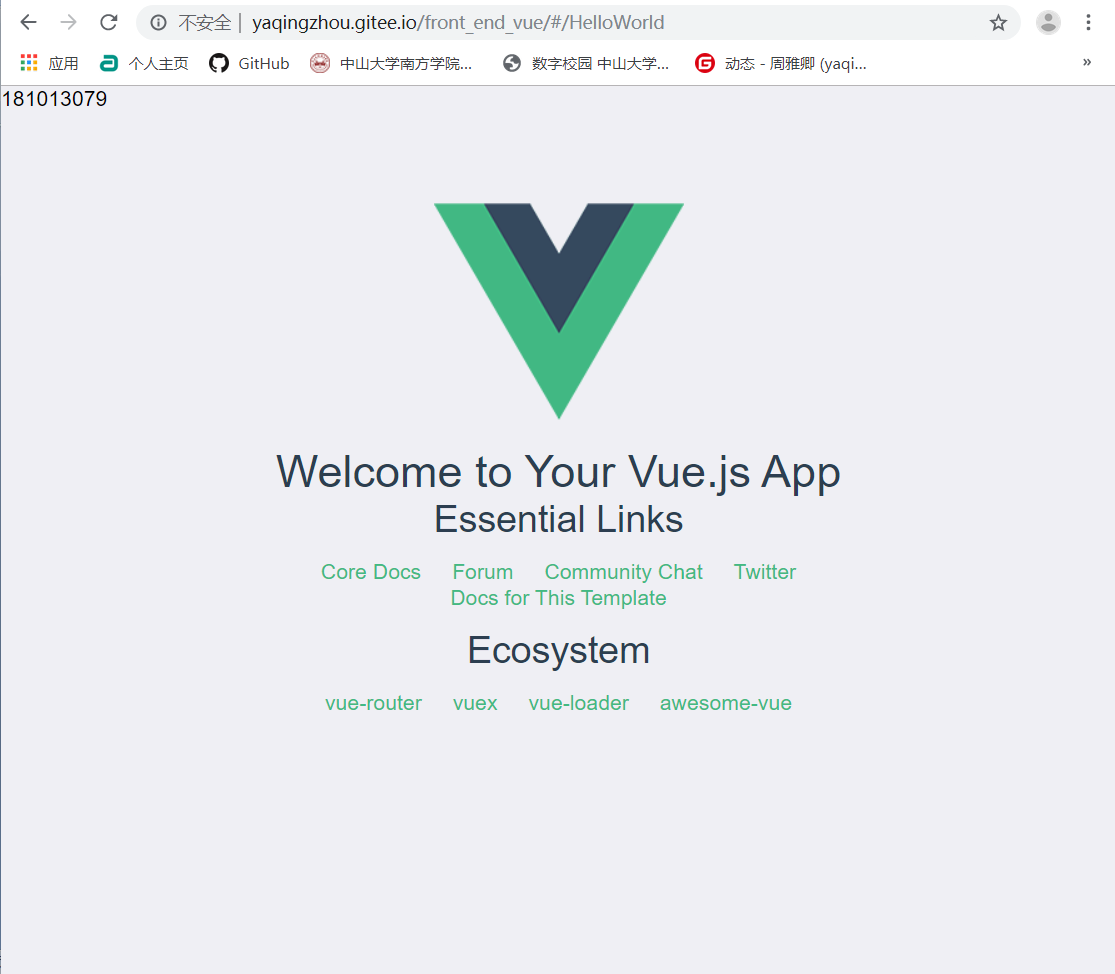 不安全 | yaqingzhou.gitee.io/front_end_vue/#/HelloWorld
应用 个人主页 GitHub 中山大学南方学院... 数字校园 中山大学... 动态 - 周雅卿 (yaqi... »
181013079
Welcome to Your Vue.js App
Essential Links
Core Docs Forum Community Chat Twitter
Docs for This Template
Ecosystem
vue-router vuex vue-loader awesome-vue